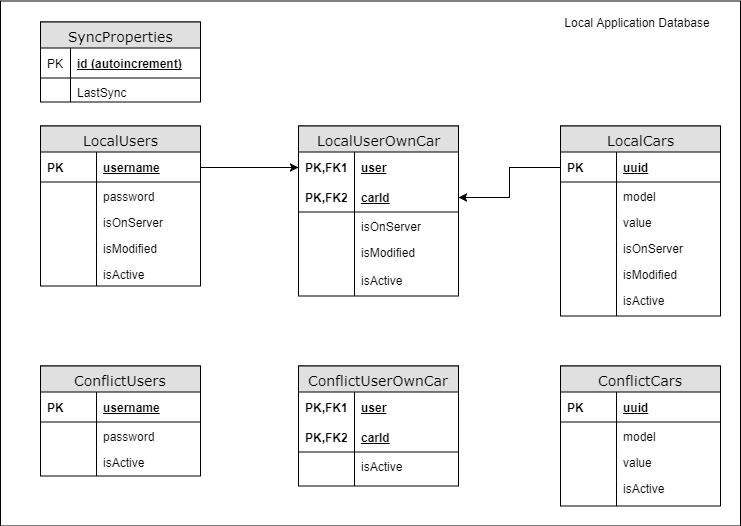 Local Application Database
SyncProperties
PK id (autoincrement)
LastSync
LocalUsers
PK username
password
isOnServer
isModified
isActive
LocalUserOwnCar
PK,FK1 user
PK,FK2 carId
isOnServer
isModified
isActive
LocalCars
PK uuid
model
value
isOnServer
isModified
isActive
ConflictUsers
PK username
password
isActive
ConflictUserOwnCar
PK,FK1 user
PK,FK2 carId
isActive
ConflictCars
PK uuid
model
value
isActive